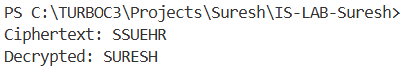 PS C:\TURBOC3\Projects\Suresh\IS-LAB-Suresh>
Ciphertext: SSUEHR
Decrypted: SURESH